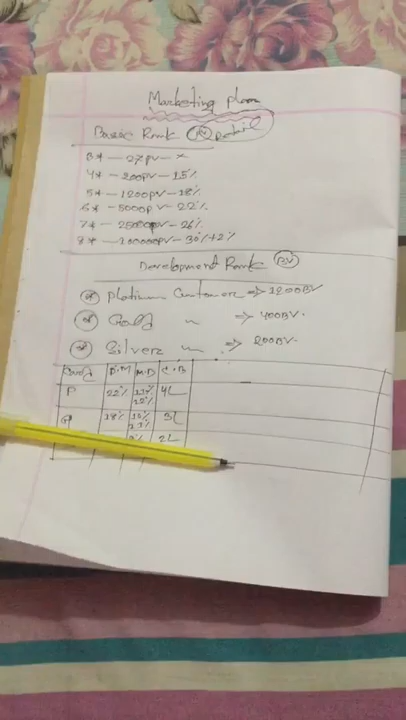 Marketing plan
Basic Rank PV Retail
3* — 27pv — x
4* — 200pv — 15%
5* — 1200pv — 18%
6* — 5000pv — 22%
7* — 25000pv — 26%
8* — 100000pv — 30%+2%
Development Rank BV
Platinum Customer => 1200BV
Gold " => 400BV.
Silver " => 200BV.
D.M M.D C.B
P 22% 4L
18% 3L
2L